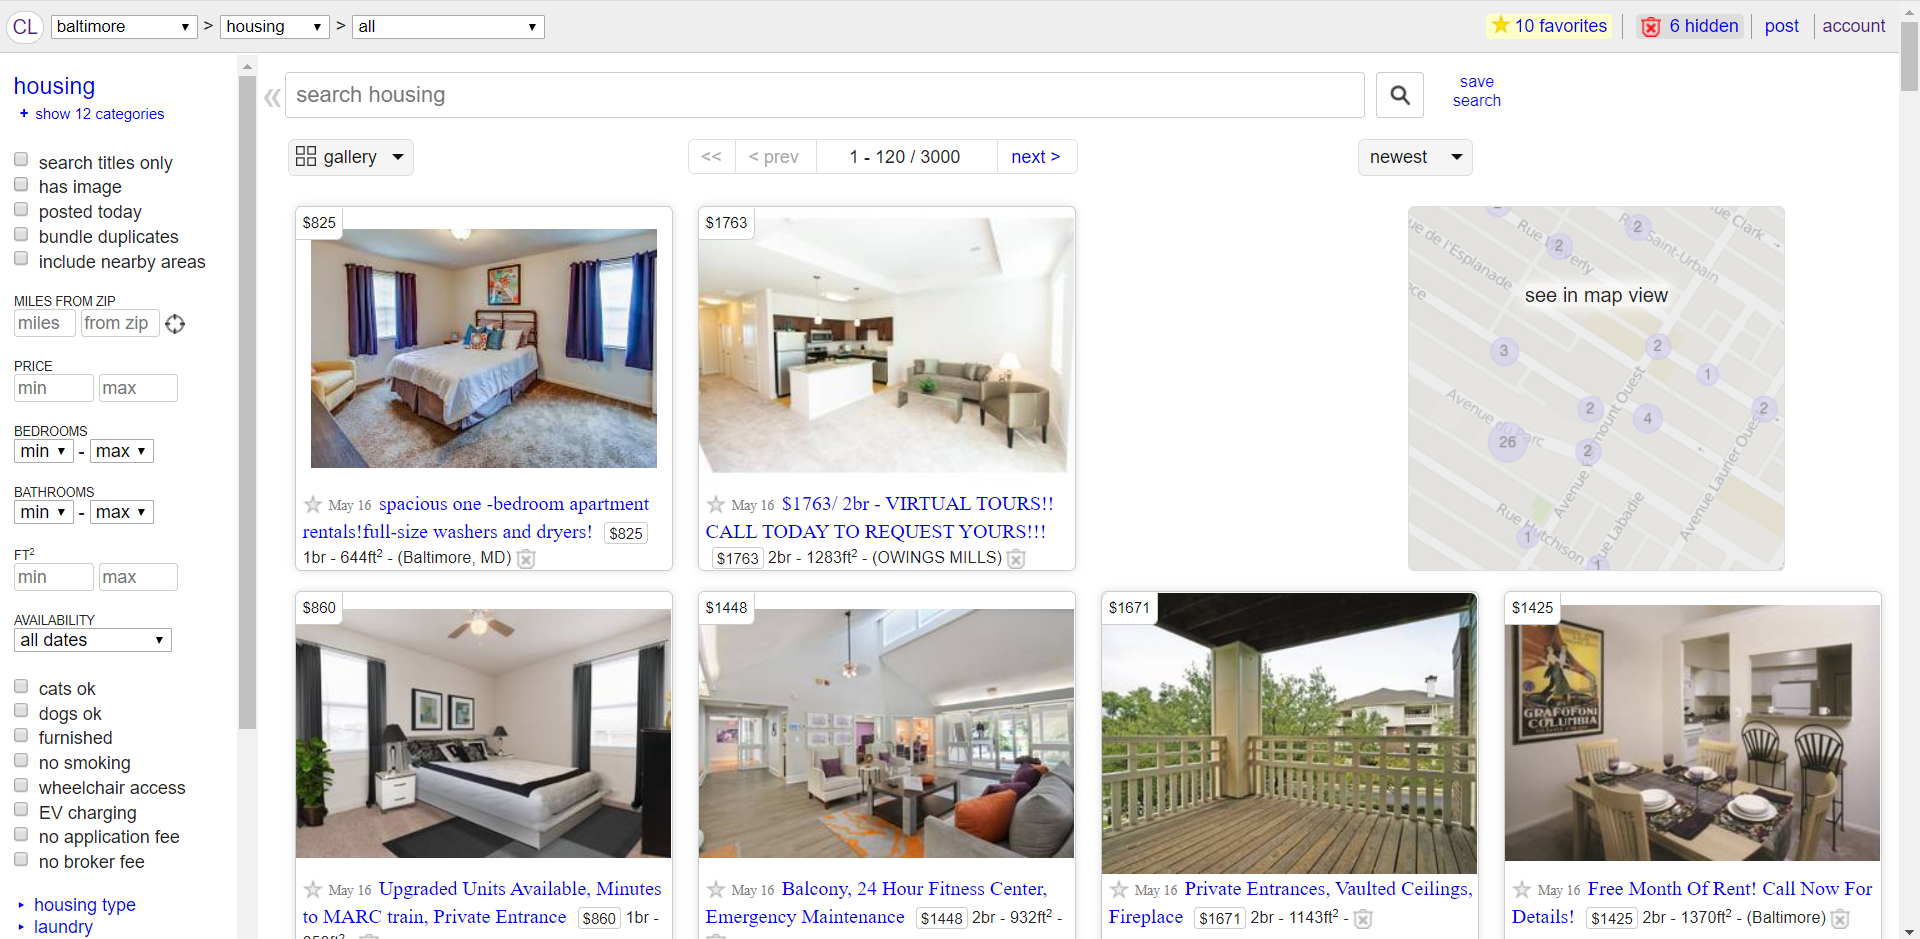 CL baltimore > housing > all 10 favorites 6 hidden post account
housing
+ show 12 categories
search titles only
has image
posted today
bundle duplicates
include nearby areas
MILES FROM ZIP
miles from zip
PRICE
min max
BEDROOMS
min - max
BATHROOMS
min - max
FT²
min max
AVAILABILITY
all dates
cats ok
dogs ok
furnished
no smoking
wheelchair access
EV charging
no application fee
no broker fee
housing type
laundry
«
search housing
save
search
gallery
<< < prev 1 - 120 / 3000 next >
newest
$825
May 16 spacious one -bedroom apartment
rentals!full-size washers and dryers! $825
1br - 644ft² - (Baltimore, MD)
$1763
May 16 $1763/ 2br - VIRTUAL TOURS!!
CALL TODAY TO REQUEST YOURS!!!
$1763 2br - 1283ft² - (OWINGS MILLS)
see in map view
Rue Clark
Saint-Urbain
ue de l'Esplanade
nce
Avenue du Parc
Rue Hutchison
Avenue Laurier Oue
ue Labadie
2
2
3
2
1
2
4
2
26
2
1
1
$860
May 16 Upgraded Units Available, Minutes
to MARC train, Private Entrance $860 1br -
$1448
May 16 Balcony, 24 Hour Fitness Center,
Emergency Maintenance $1448 2br - 932ft² -
$1671
May 16 Private Entrances, Vaulted Ceilings,
Fireplace $1671 2br - 1143ft² -
$1425
GRAFOFONI
COLUMBIA
May 16 Free Month Of Rent! Call Now For
Details! $1425 2br - 1370ft² - (Baltimore)